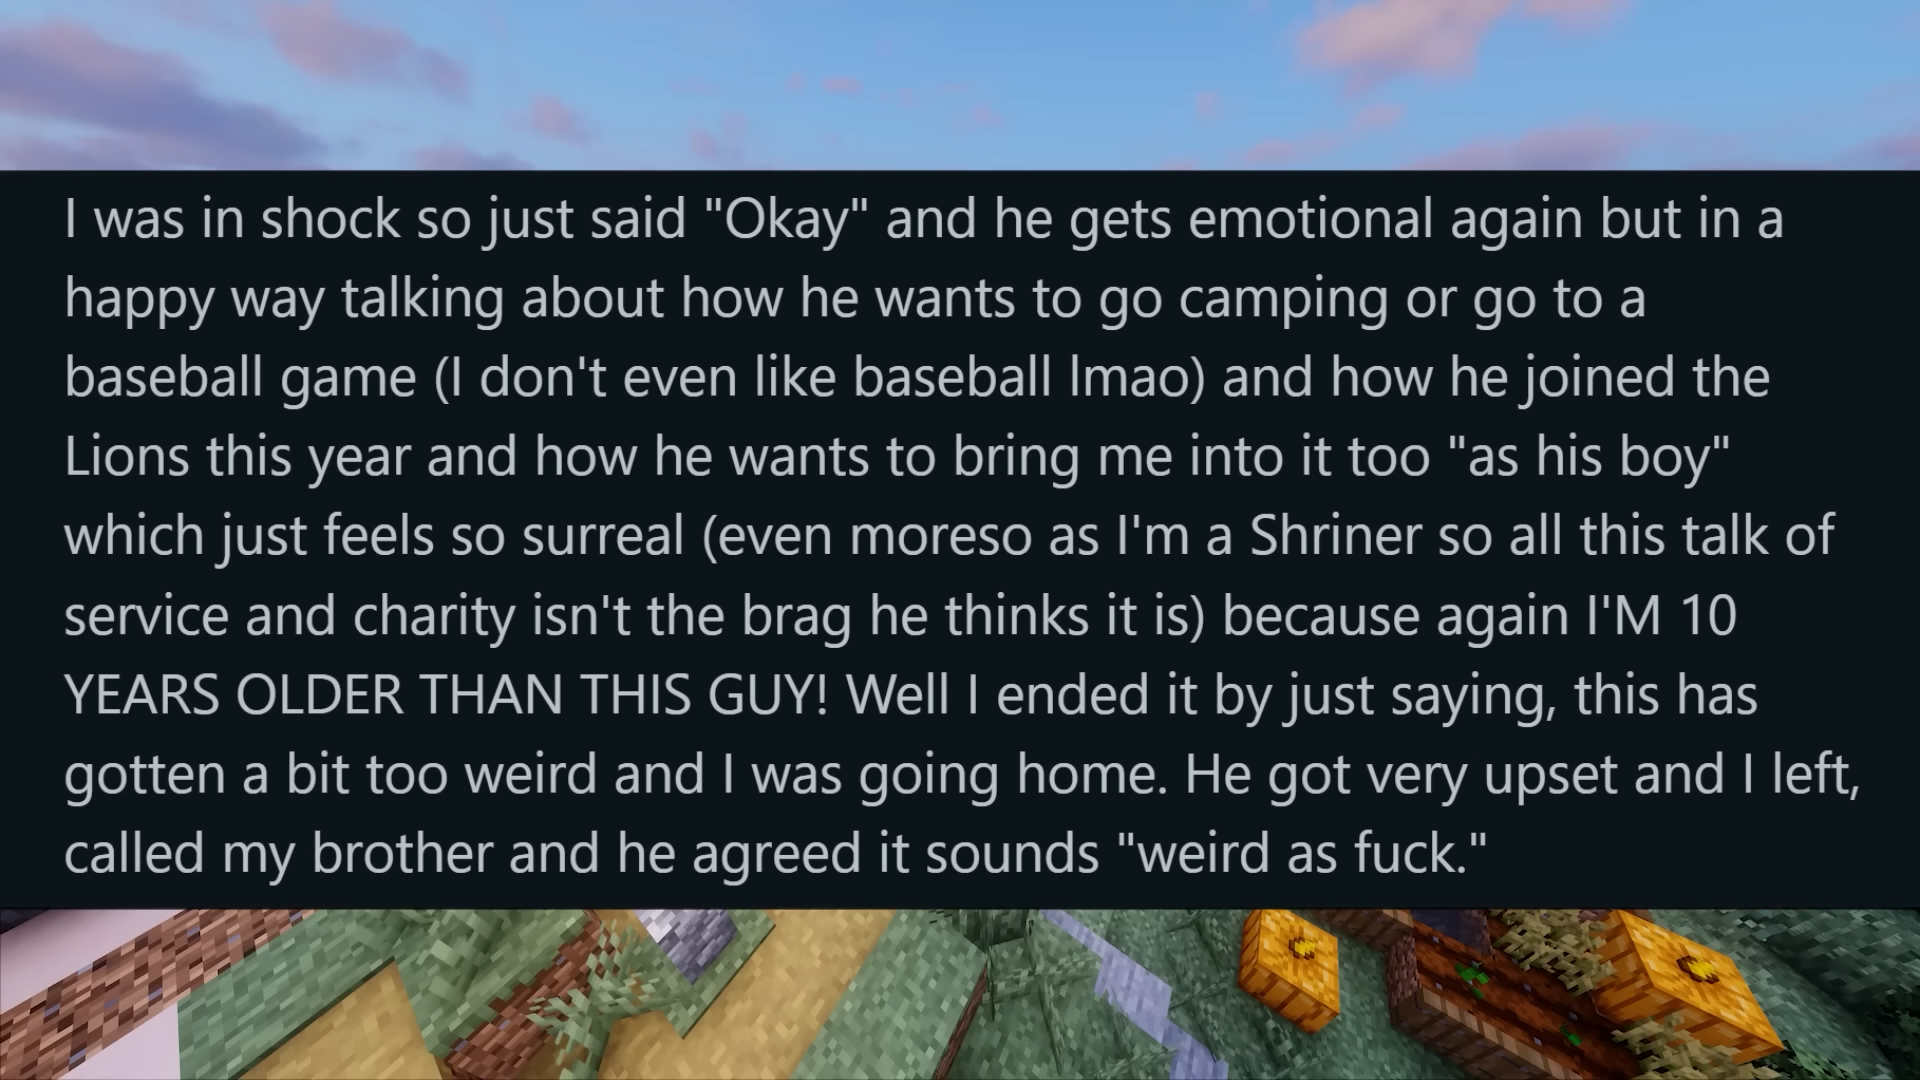 I was in shock so just said "Okay" and he gets emotional again but in a
happy way talking about how he wants to go camping or go to a
baseball game (I don't even like baseball lmao) and how he joined the
Lions this year and how he wants to bring me into it too "as his boy"
which just feels so surreal (even moreso as I'm a Shriner so all this talk of
service and charity isn't the brag he thinks it is) because again I'M 10
YEARS OLDER THAN THIS GUY! Well I ended it by just saying, this has
gotten a bit too weird and I was going home. He got very upset and I left,
called my brother and he agreed it sounds "weird as fuck."